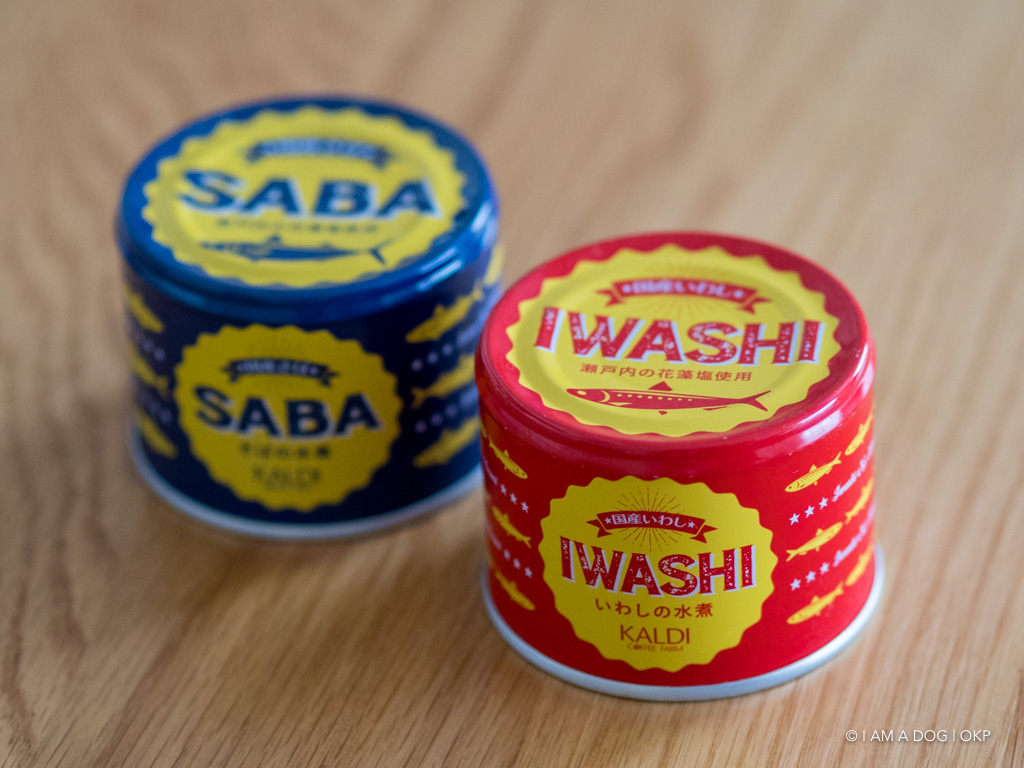 SABA
SABA
さばの水煮
KALDI
★国産いわし★
IWASHI
瀬戸内の花藻塩使用
★国産いわし★
IWASHI
いわしの水煮
KALDI
COFFEE FARM
© I AM A DOG | OKP